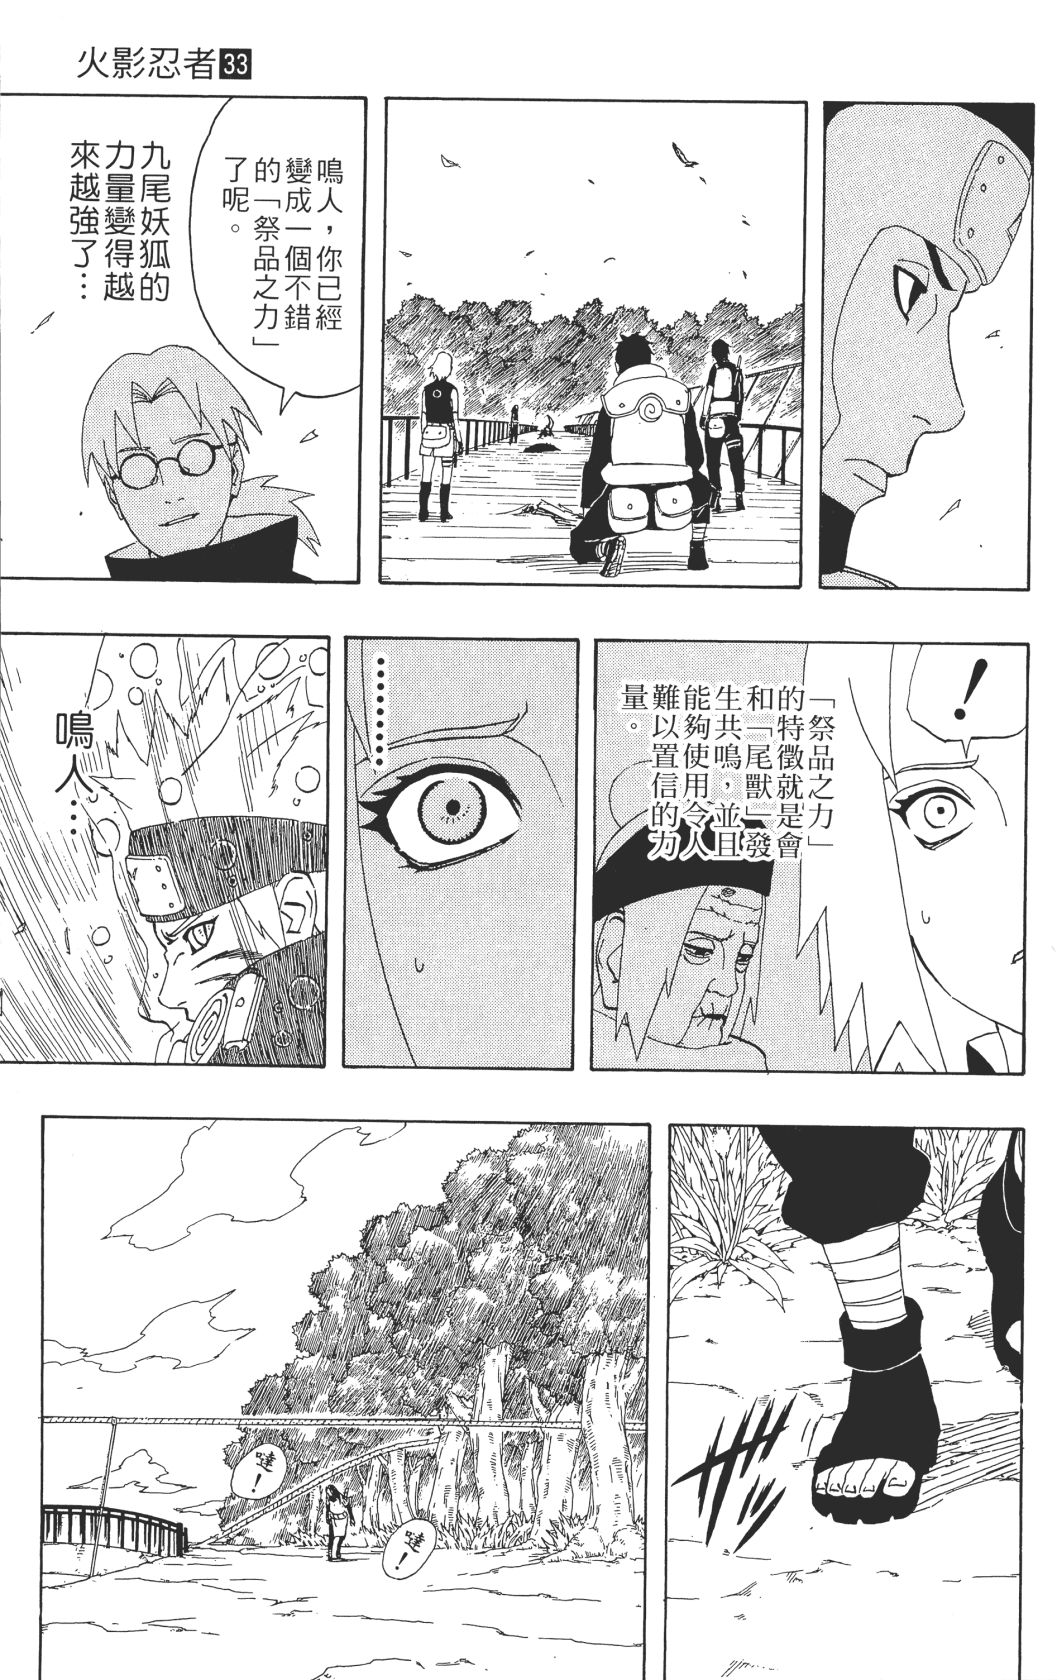 火影忍者33
鳴人，你已經
變成一個不錯
的「祭品之力」
了呢。
九尾妖狐的
力量變得越
來越強了…
！
「祭品之力」
的特徵就是會
和「尾獸」發
生共鳴，並且
能夠使用令人
難以置信的力
量。
………
鳴人…
噠！
噠！